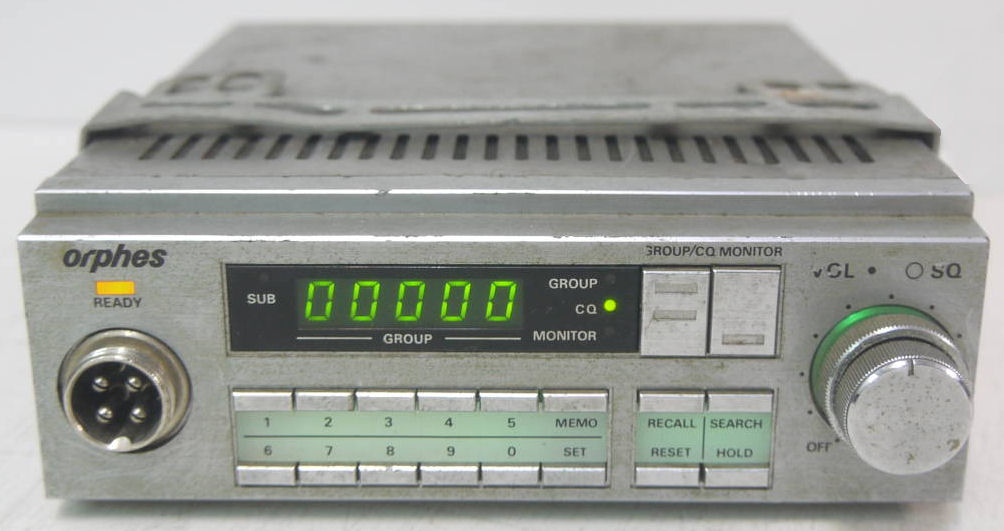 orphes
READY
SUB
00000
GROUP
GROUP
CQ
MONITOR
GROUP/CQ MONITOR
VOL
SQ
OFF
1 2 3 4 5 MEMO
6 7 8 9 0 SET
RECALL SEARCH
RESET HOLD